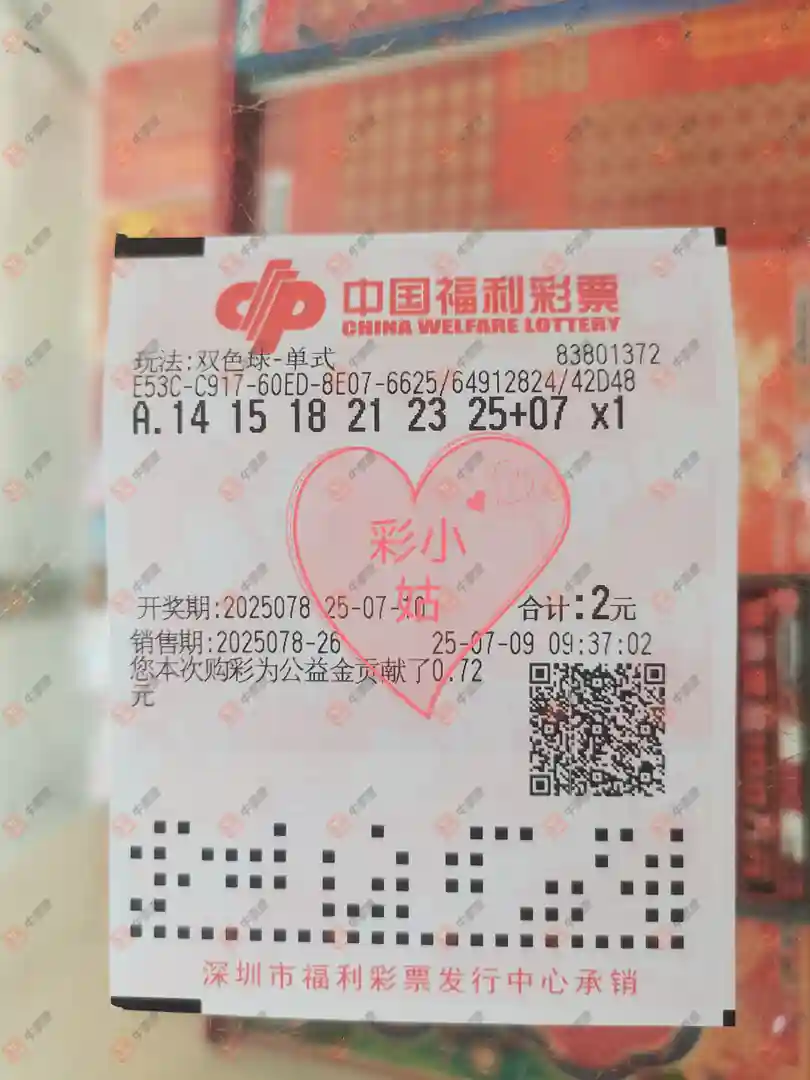 中国福利彩票
CHINA WELFARE LOTTERY
玩法:双色球-单式 83801372
E53C-C917-60ED-8E07-6625/64912824/42D48
A.14 15 18 21 23 25+07 x1
彩小
姑
开奖期:2025078 25-07-10 合计:2元
销售期:2025078-26 25-07-09 09:37:02
您本次购彩为公益金贡献了0.72
元
深圳市福利彩票发行中心承销